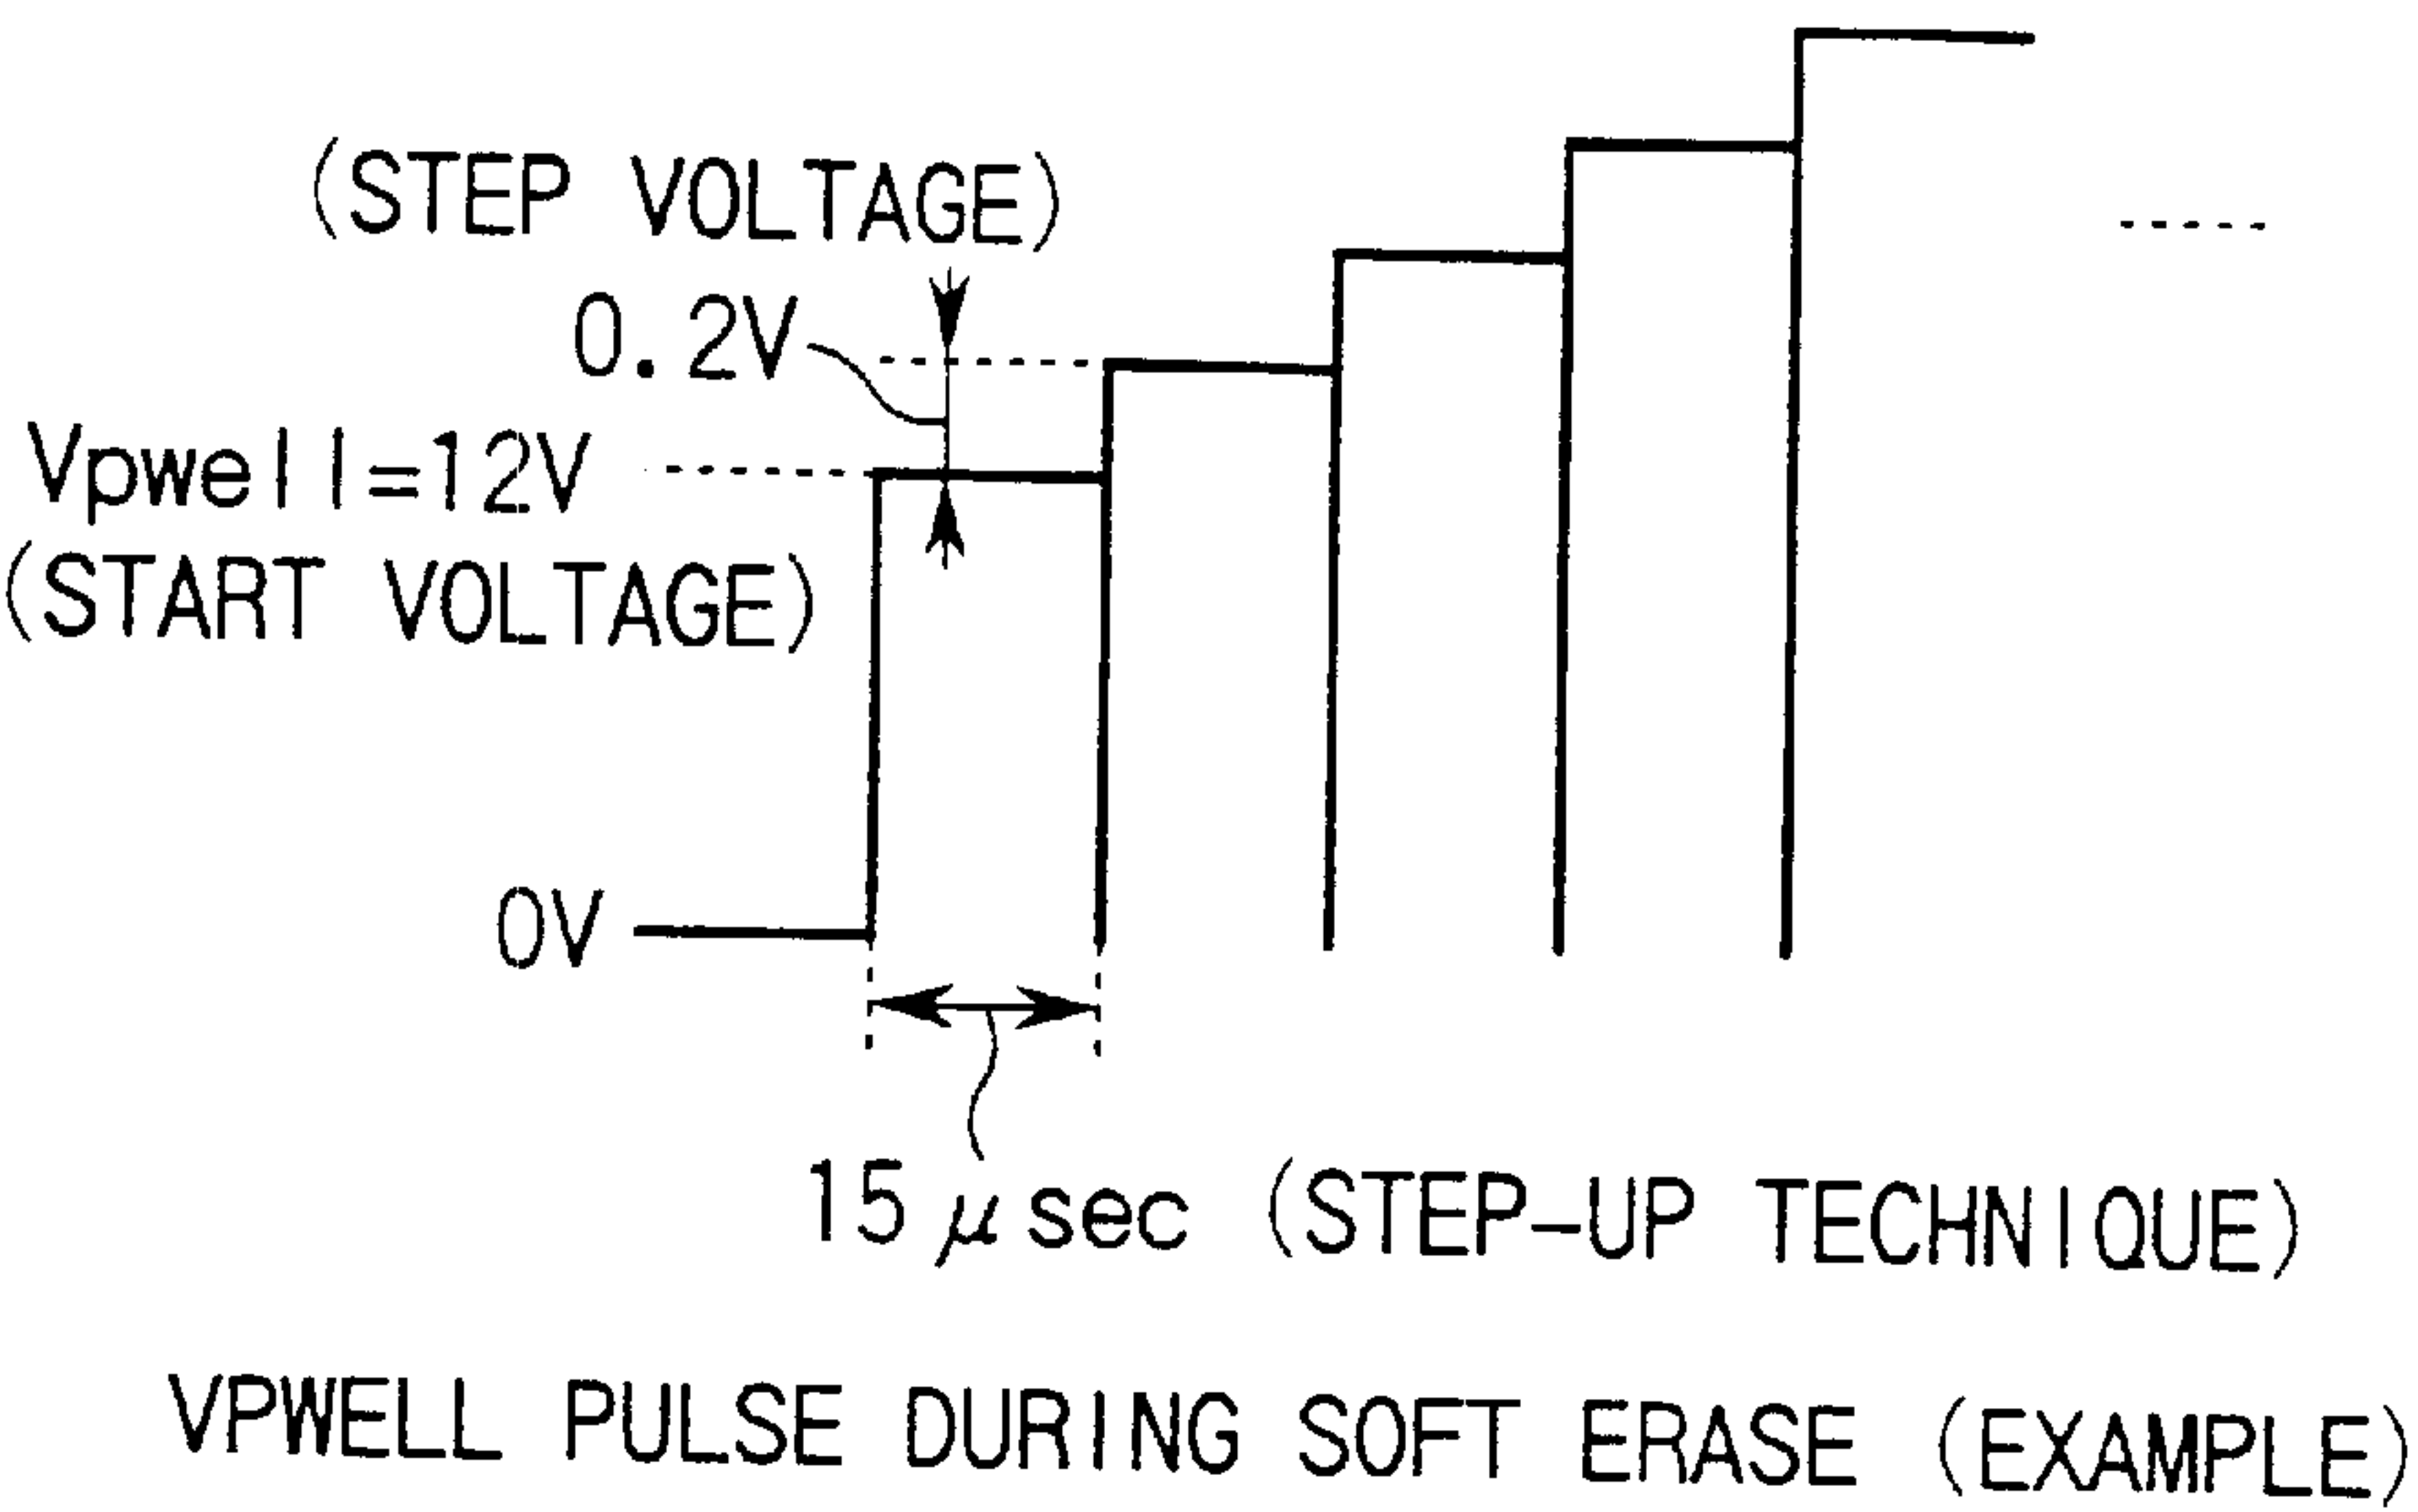 (STEP VOLTAGE)
0.2V
Vpwell=12V
(START VOLTAGE)
0V
15μsec (STEP-UP TECHNIQUE)
VPWELL PULSE DURING SOFT ERASE (EXAMPLE)